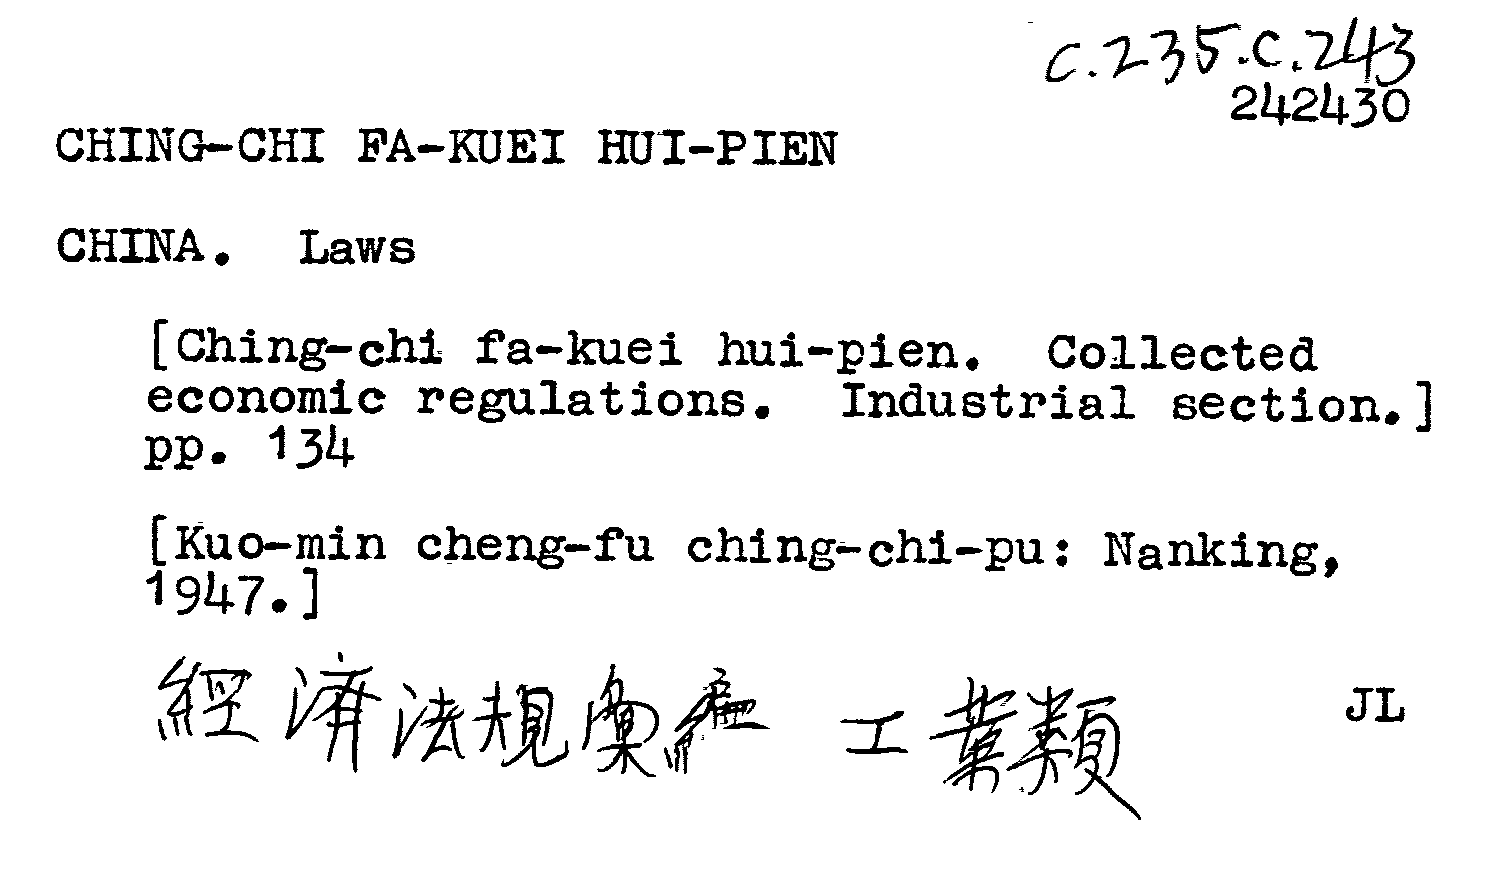 C.235.C.243
242430
CHING-CHI FA-KUEI HUI-PIEN
CHINA. Laws
[Ching-chi fa-kuei hui-pien. Collected
economic regulations. Industrial section.]
pp. 134
[Kuo-min cheng-fu ching-chi-pu: Nanking,
1947.]
經濟法規彙編 工業類
JL